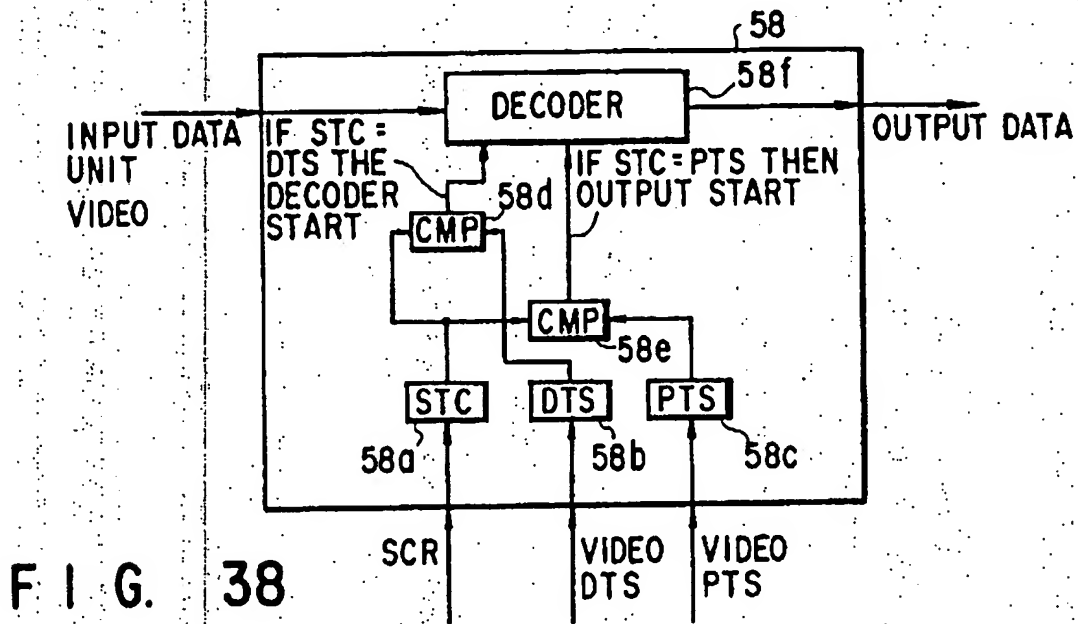 58
58f
DECODER
INPUT DATA
UNIT
VIDEO
OUTPUT DATA
IF STC =
DTS THE
DECODER
START
IF STC = PTS THEN
OUTPUT START
58d
CMP
CMP
58e
STC
DTS
PTS
58a
58b
58c
SCR
VIDEO
DTS
VIDEO
PTS
FIG. 38